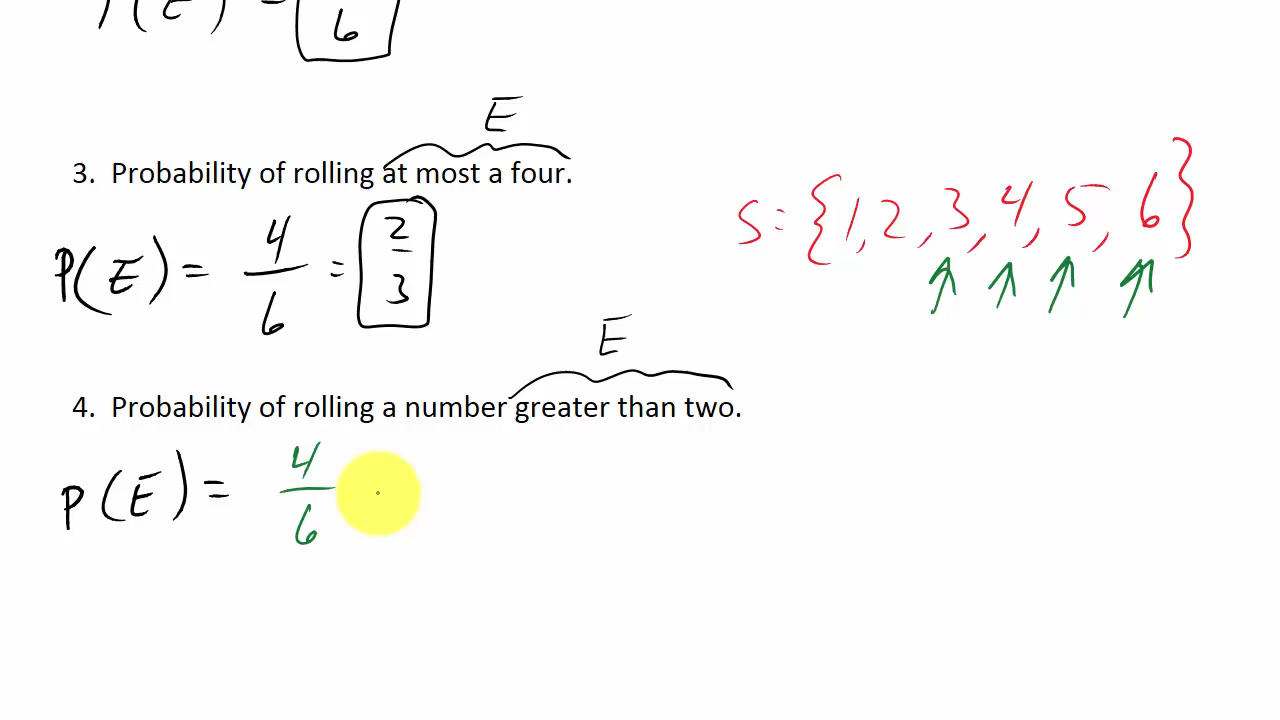 P(E) = 6
E
3. Probability of rolling at most a four.
S = {1, 2, 3, 4, 5, 6}
P(E) = 4/6 = 2/3
E
4. Probability of rolling a number greater than two.
P(E) = 4/6